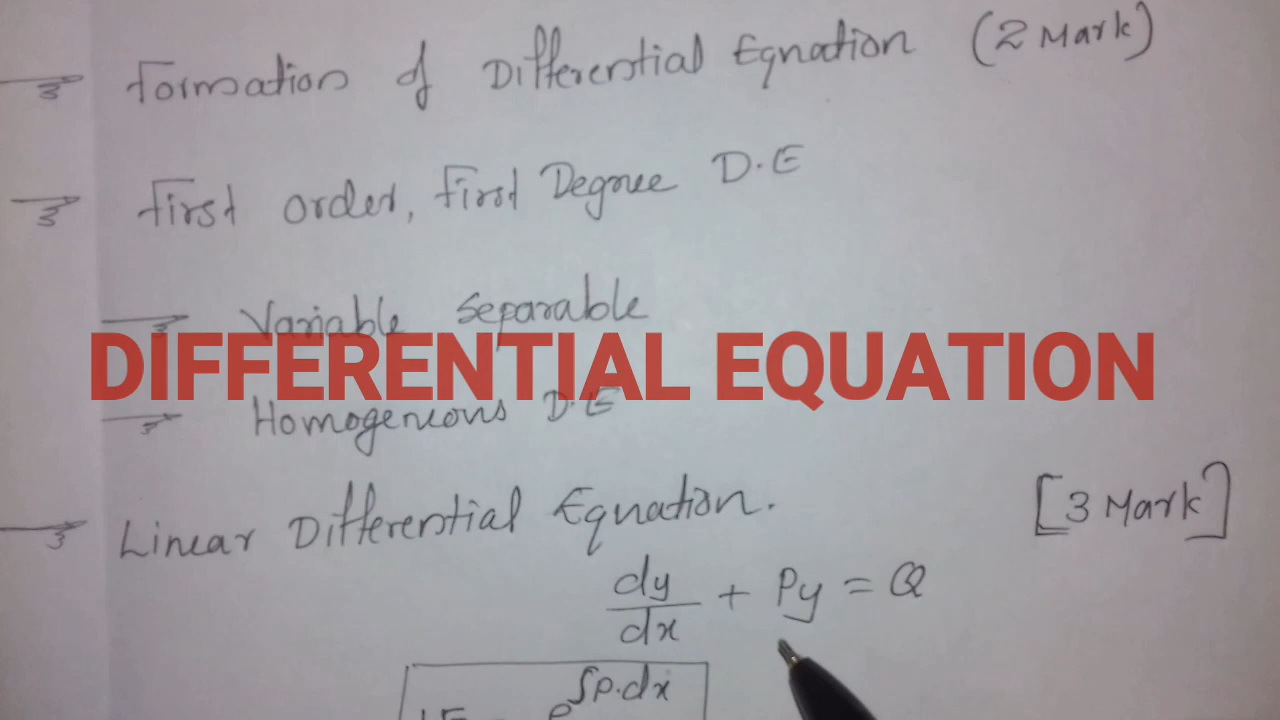 Formation of Differential Equation (2 Mark)
First order, First Degree D.E
Variable Separable
DIFFERENTIAL EQUATION
Homogeneous D.E
Linear Differential Equation. [3 Mark]
dy/dx + Py = Q
IF = e^∫P.dx